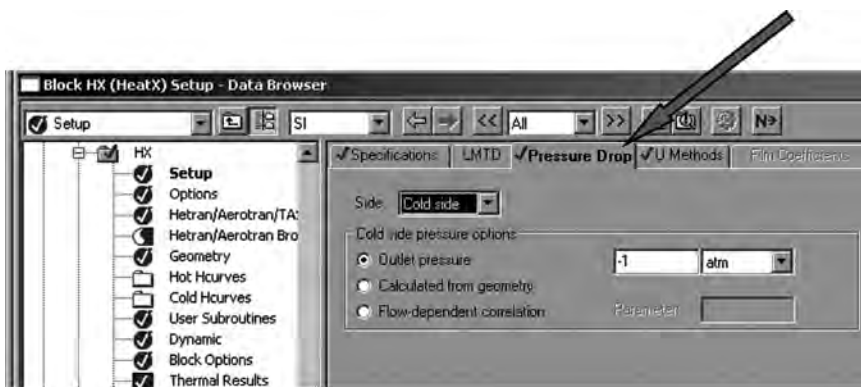 Block HX (HeatX) Setup - Data Browser
Setup
SI
<<
All
>>
N>
HX
Setup
Options
Hetran/Aerotran/TA
Hetran/Aerotran Bro
Geometry
Hot Hcurves
Cold Hcurves
User Subroutines
Dynamic
Block Options
Thermal Results
Specifications
LMTD
Pressure Drop
U Methods
Film Coefficients
Side
Cold side
Cold side pressure options
Outlet pressure
-1
atm
Calculated from geometry
Flow-dependent correlation
Parameter